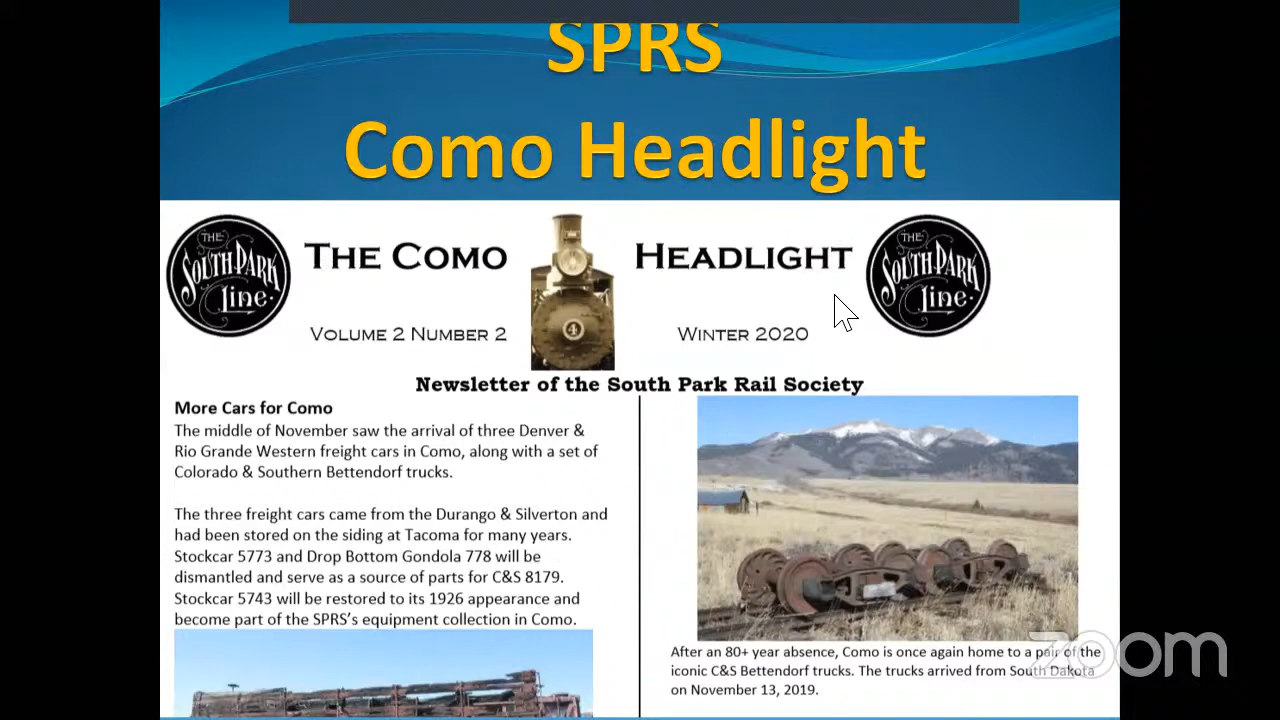 SPRS
Como Headlight
THE SOUTH PARK Line
THE COMO
HEADLIGHT
THE SOUTH PARK Line
VOLUME 2 NUMBER 2
4
WINTER 2020
Newsletter of the South Park Rail Society
More Cars for Como
The middle of November saw the arrival of three Denver &
Rio Grande Western freight cars in Como, along with a set of
Colorado & Southern Bettendorf trucks.
The three freight cars came from the Durango & Silverton and
had been stored on the siding at Tacoma for many years.
Stockcar 5773 and Drop Bottom Gondola 778 will be
dismantled and serve as a source of parts for C&S 8179.
Stockcar 5743 will be restored to its 1926 appearance and
become part of the SPRS's equipment collection in Como.
After an 80+ year absence, Como is once again home to a pair of the
iconic C&S Bettendorf trucks. The trucks arrived from South Dakota
on November 13, 2019.
zoom